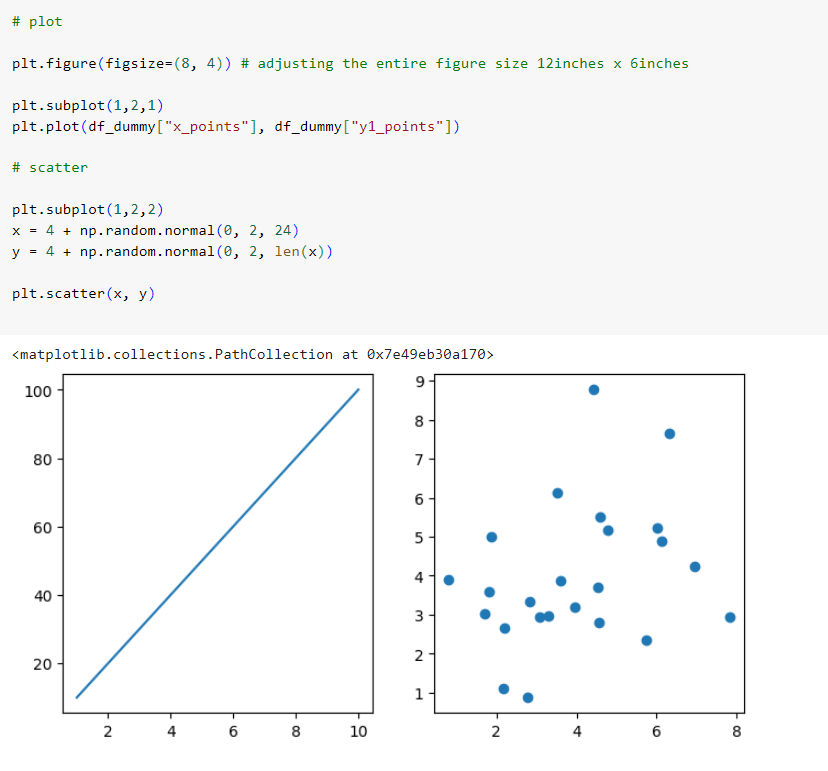 # plot
plt.figure(figsize=(8, 4)) # adjusting the entire figure size 12inches x 6inches
plt.subplot(1,2,1)
plt.plot(df_dummy["x_points"], df_dummy["y1_points"])
# scatter
plt.subplot(1,2,2)
x = 4 + np.random.normal(0, 2, 24)
y = 4 + np.random.normal(0, 2, len(x))
plt.scatter(x, y)
<matplotlib.collections.PathCollection at 0x7e49eb30a170>
100
80
60
40
20
2 4 6 8 10
9
8
7
6
5
4
3
2
1
2 4 6 8